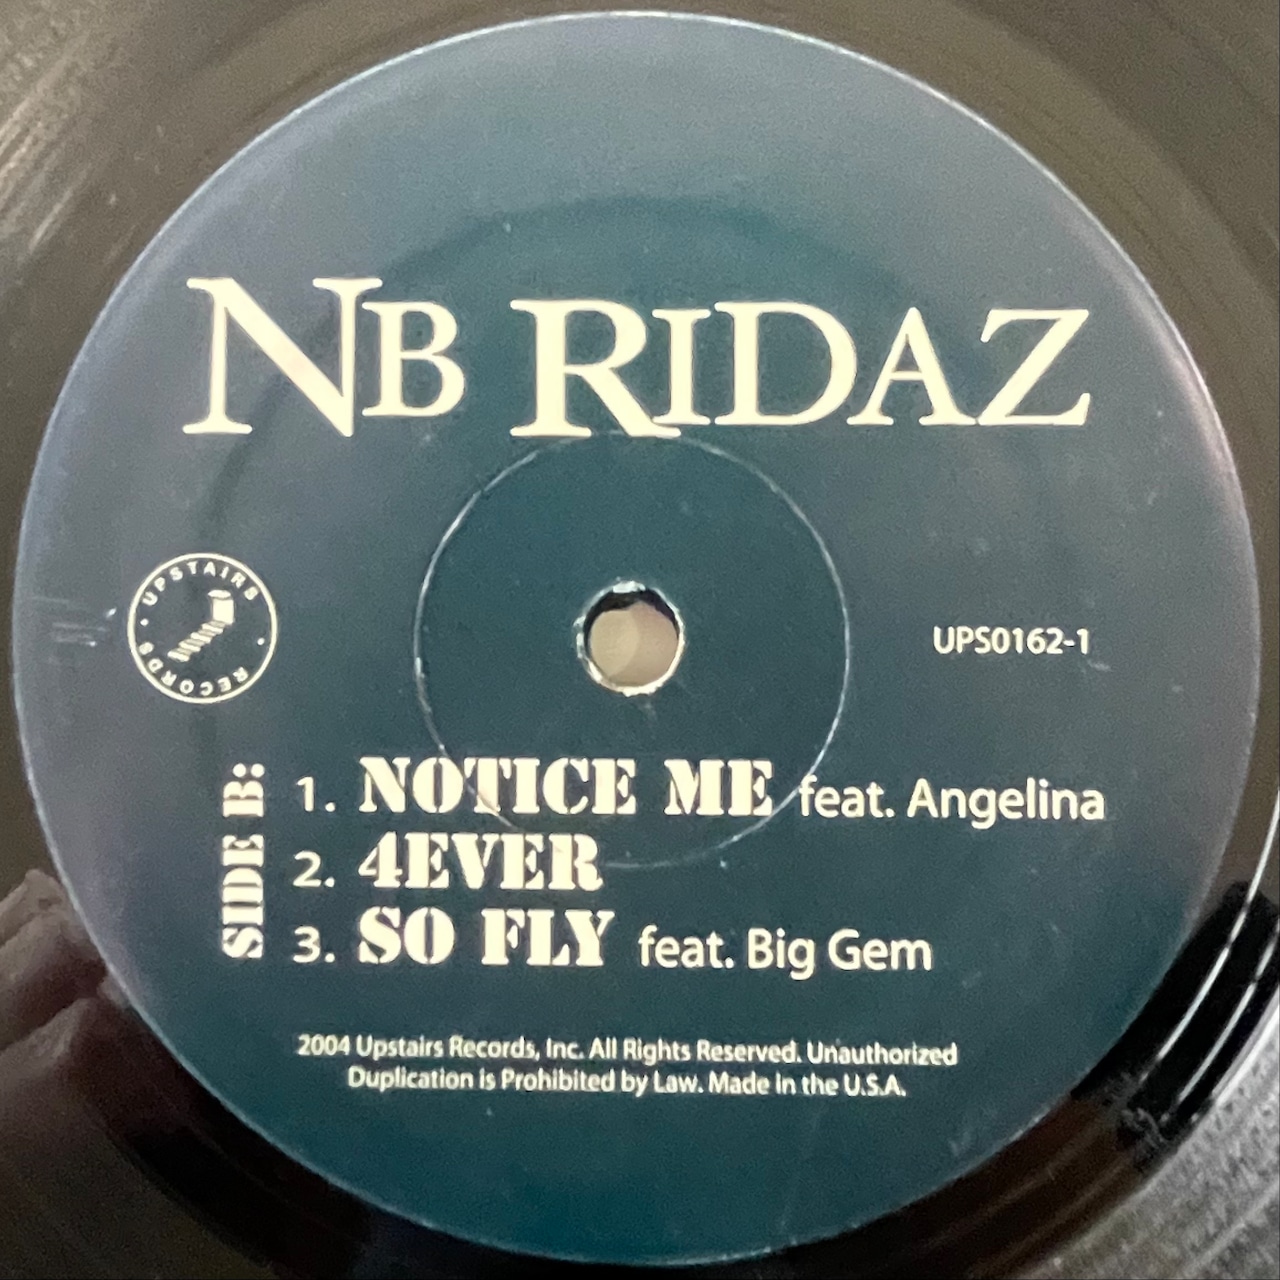 NB RIDAZ
UPSTAIRS RECORDS
UPS0162-1
SIDE B:
1. NOTICE ME feat. Angelina
2. 4EVER
3. SO FLY feat. Big Gem
2004 Upstairs Records, Inc. All Rights Reserved. Unauthorized
Duplication is Prohibited by Law. Made in the U.S.A.